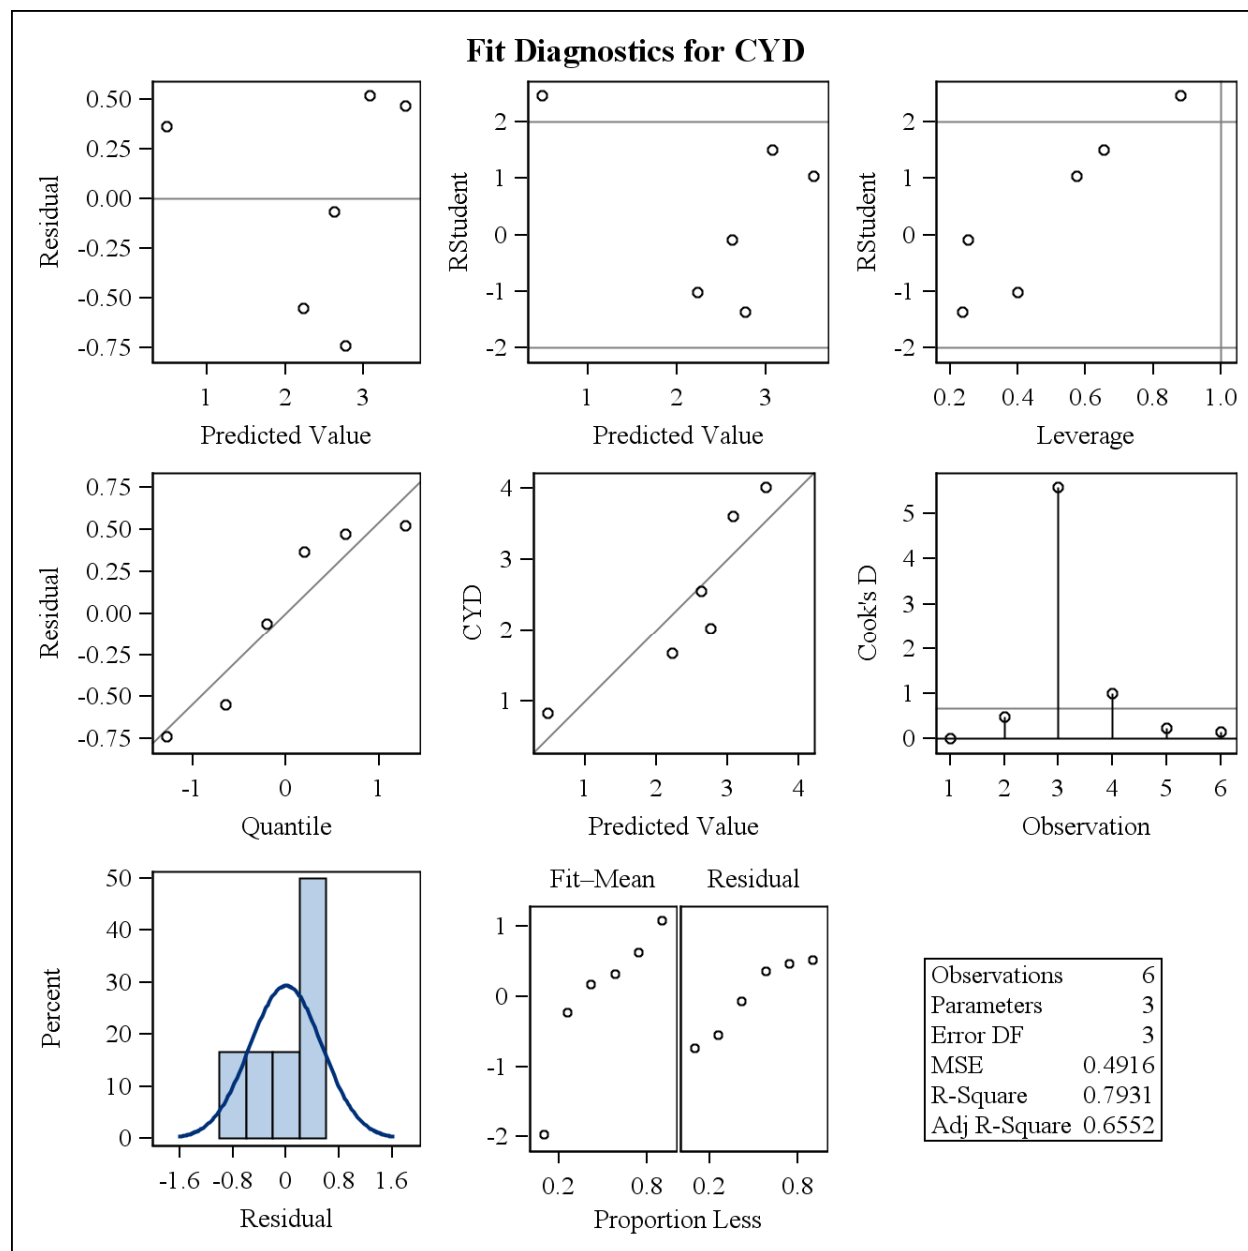 Fit Diagnostics for CYD
Residual
0.50
0.25
0.00
-0.25
-0.50
-0.75
1 2 3
Predicted Value
RStudent
2
1
0
-1
-2
1 2 3
Predicted Value
RStudent
2
1
0
-1
-2
0.2 0.4 0.6 0.8 1.0
Leverage
Residual
0.75
0.50
0.25
0.00
-0.25
-0.50
-0.75
-1 0 1
Quantile
CYD
4
3
2
1
1 2 3 4
Predicted Value
Cook's D
5
4
3
2
1
0
1 2 3 4 5 6
Observation
Percent
50
40
30
20
10
0
-1.6 -0.8 0 0.8 1.6
Residual
Fit–Mean Residual
1
0
-1
-2
0.2 0.8 0.2 0.8
Proportion Less
Observations 6
Parameters 3
Error DF 3
MSE 0.4916
R-Square 0.7931
Adj R-Square 0.6552